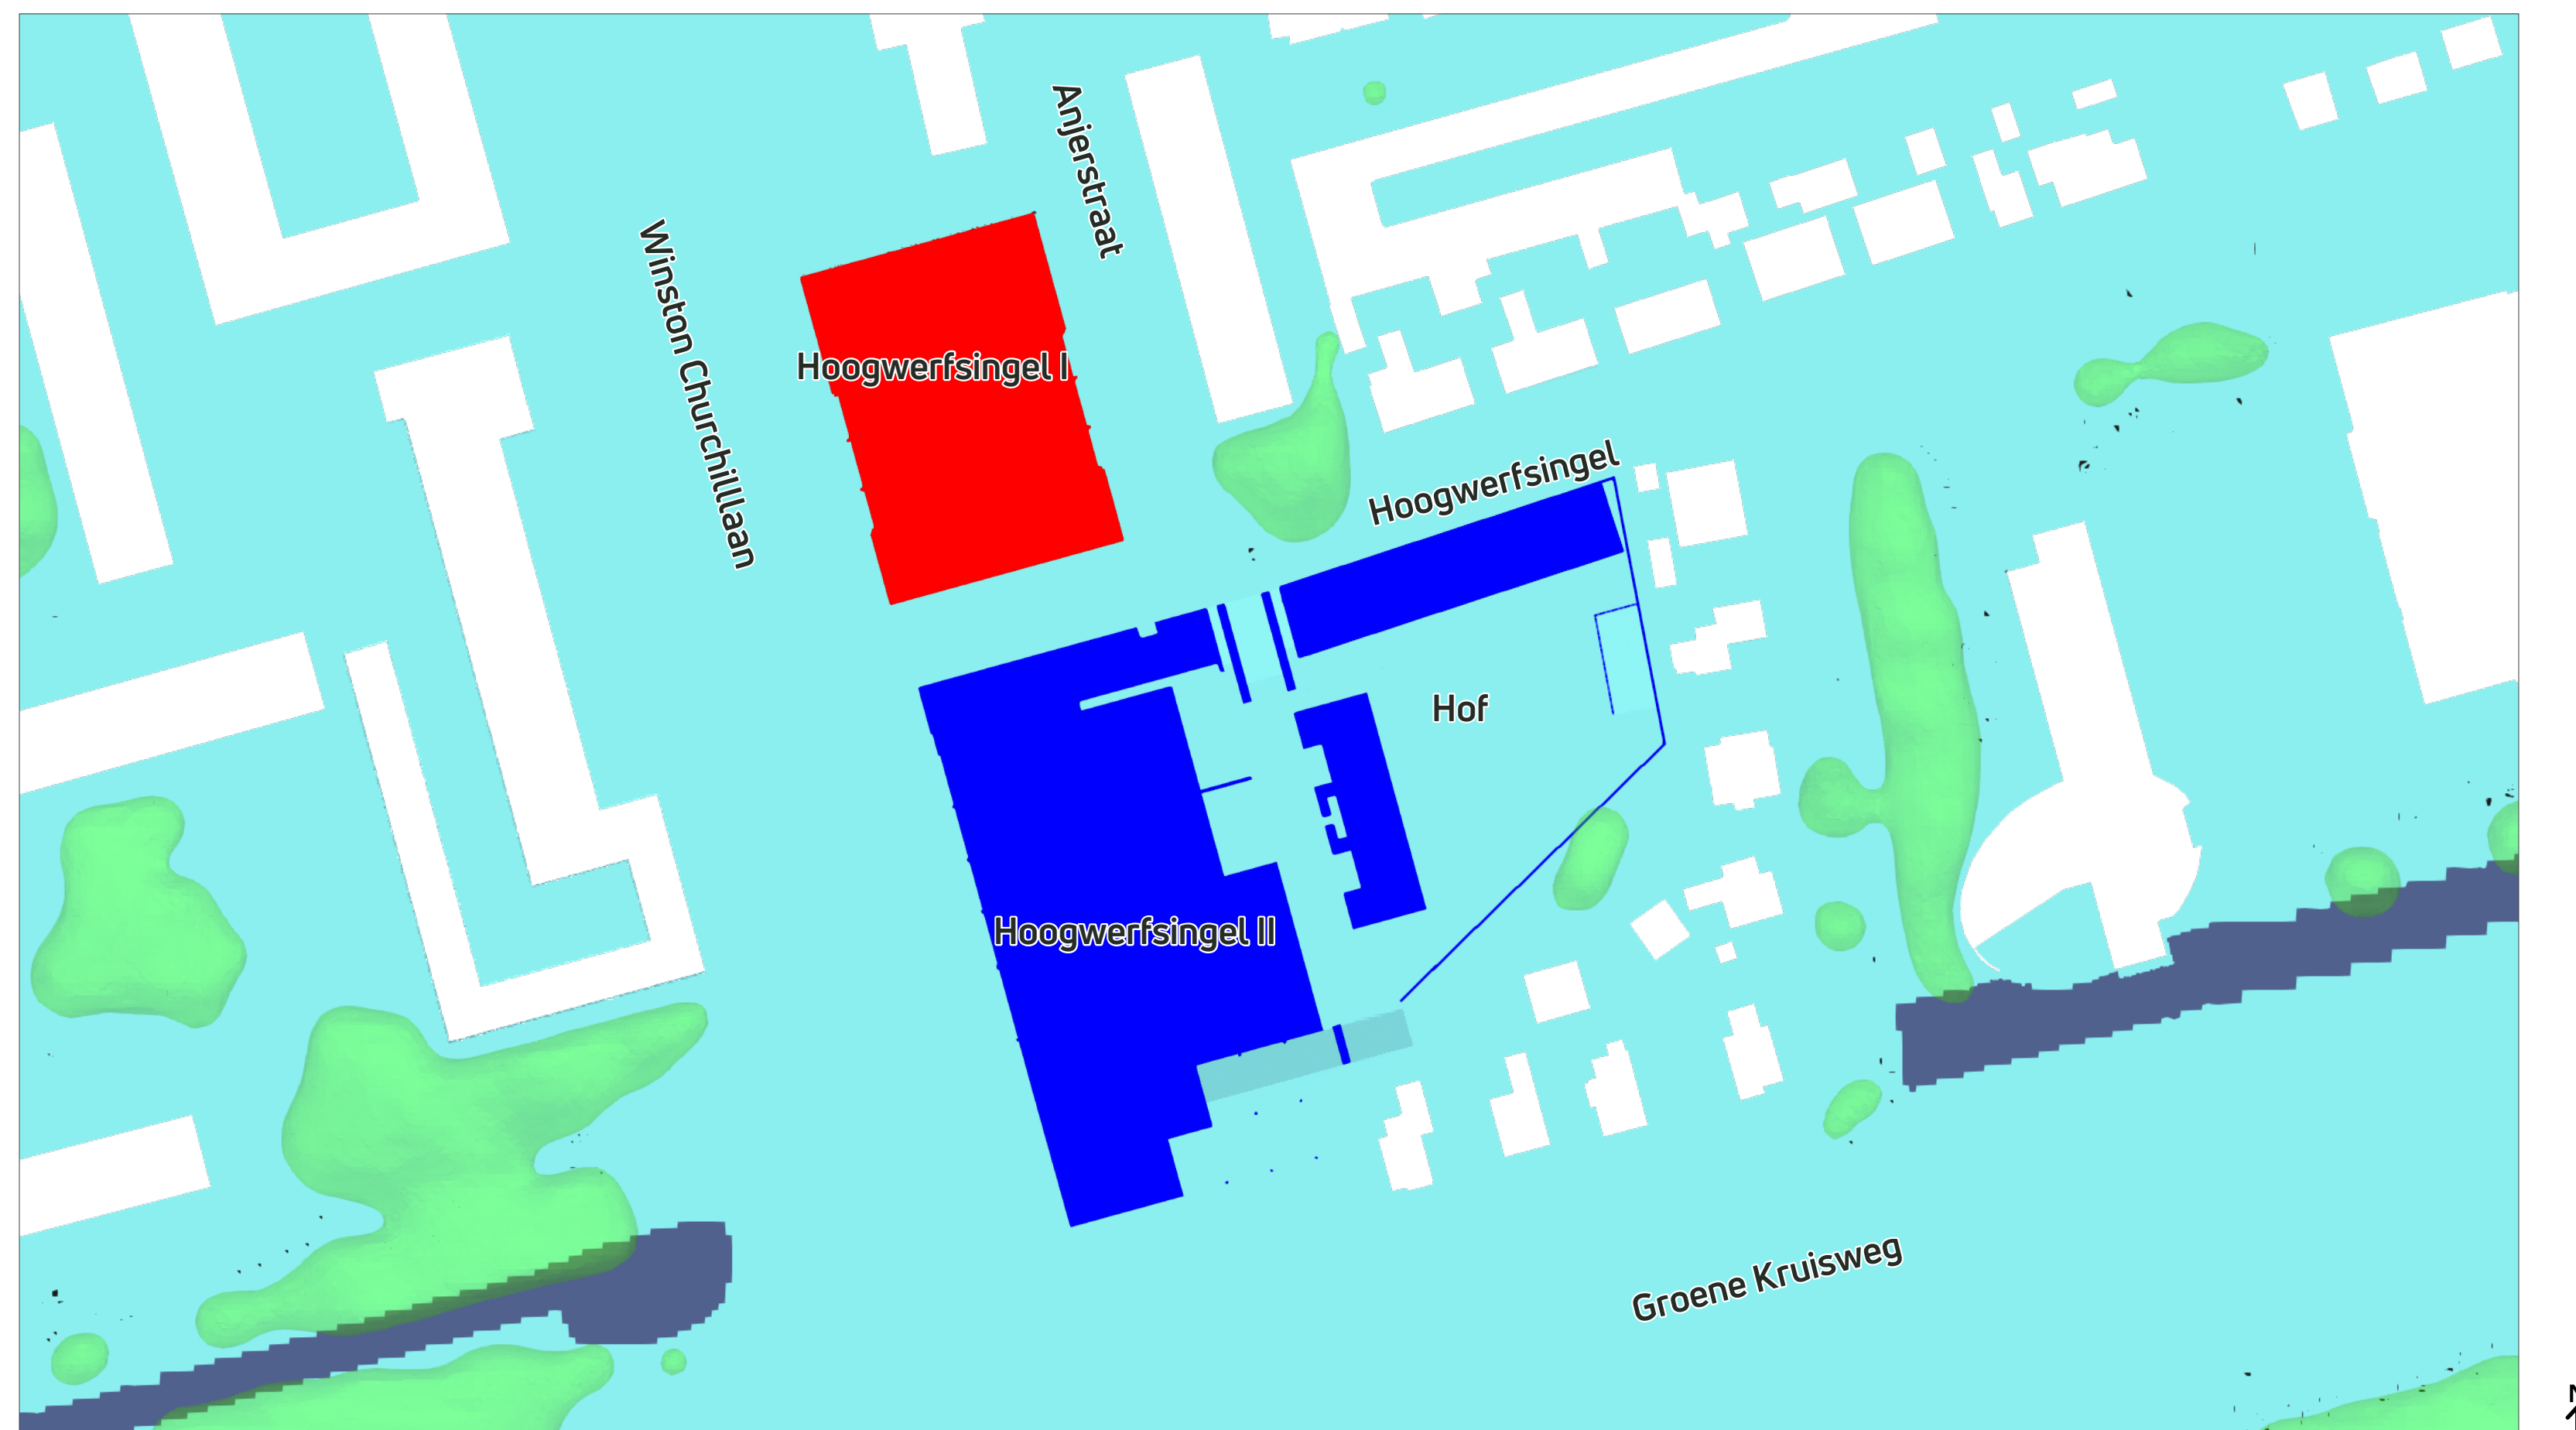 Anjerstraat
Winston Churchilllaan
Hoogwerfsingel I
Hoogwerfsingel
Hof
Hoogwerfsingel II
Groene Kruisweg